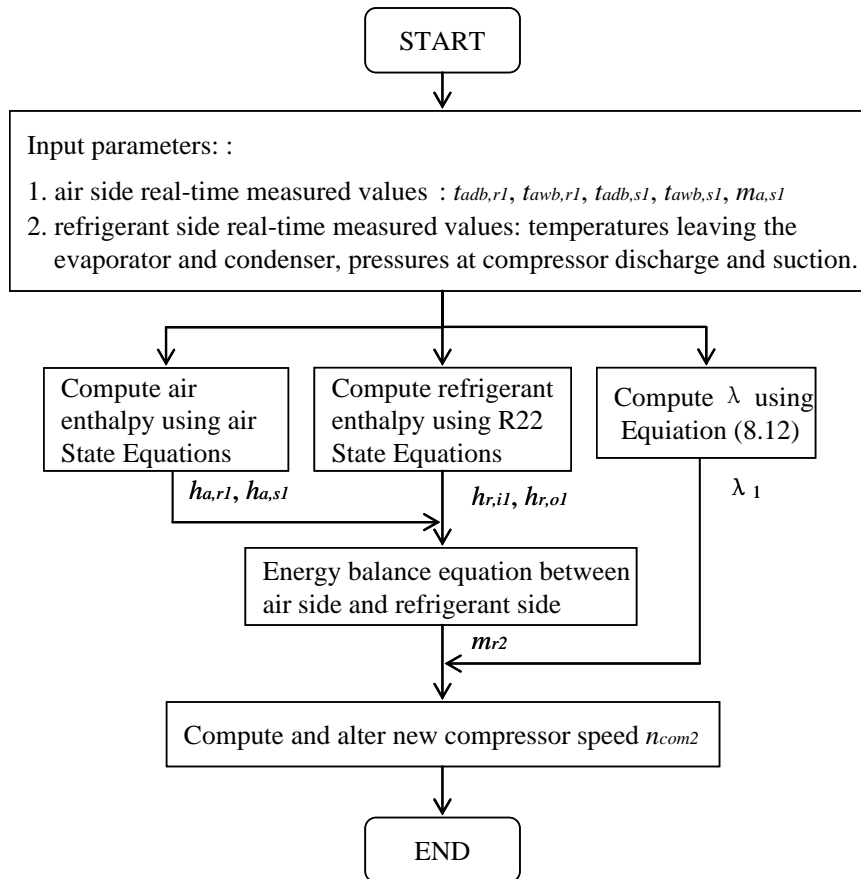 START
Input parameters: :
1. air side real-time measured values : tadb,r1, tawb,r1, tadb,s1, tawb,s1, ma,s1
2. refrigerant side real-time measured values: temperatures leaving the
evaporator and condenser, pressures at compressor discharge and suction.
Compute air
enthalpy using air
State Equations
Compute refrigerant
enthalpy using R22
State Equations
Compute λ using
Equiation (8.12)
ha,r1, ha,s1
hr,i1, hr,o1
λ 1
Energy balance equation between
air side and refrigerant side
mr2
Compute and alter new compressor speed ncom2
END